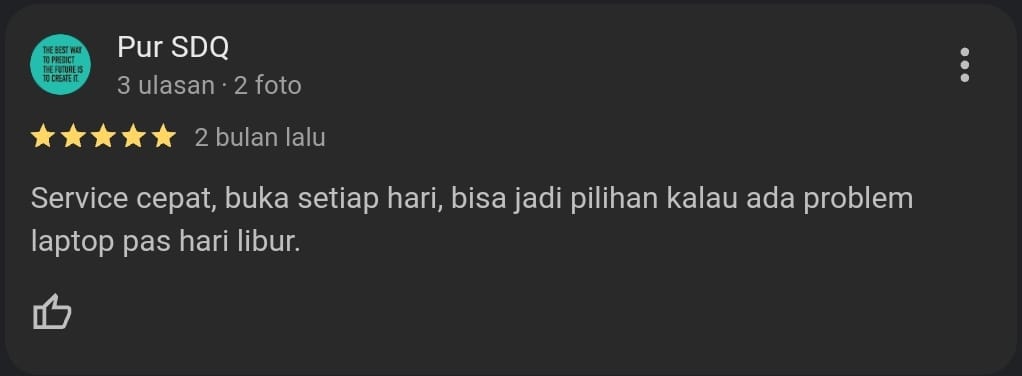 THE BEST WAY
TO PREDICT
THE FUTURE IS
TO CREATE IT.
Pur SDQ
3 ulasan · 2 foto
2 bulan lalu
Service cepat, buka setiap hari, bisa jadi pilihan kalau ada problem
laptop pas hari libur.